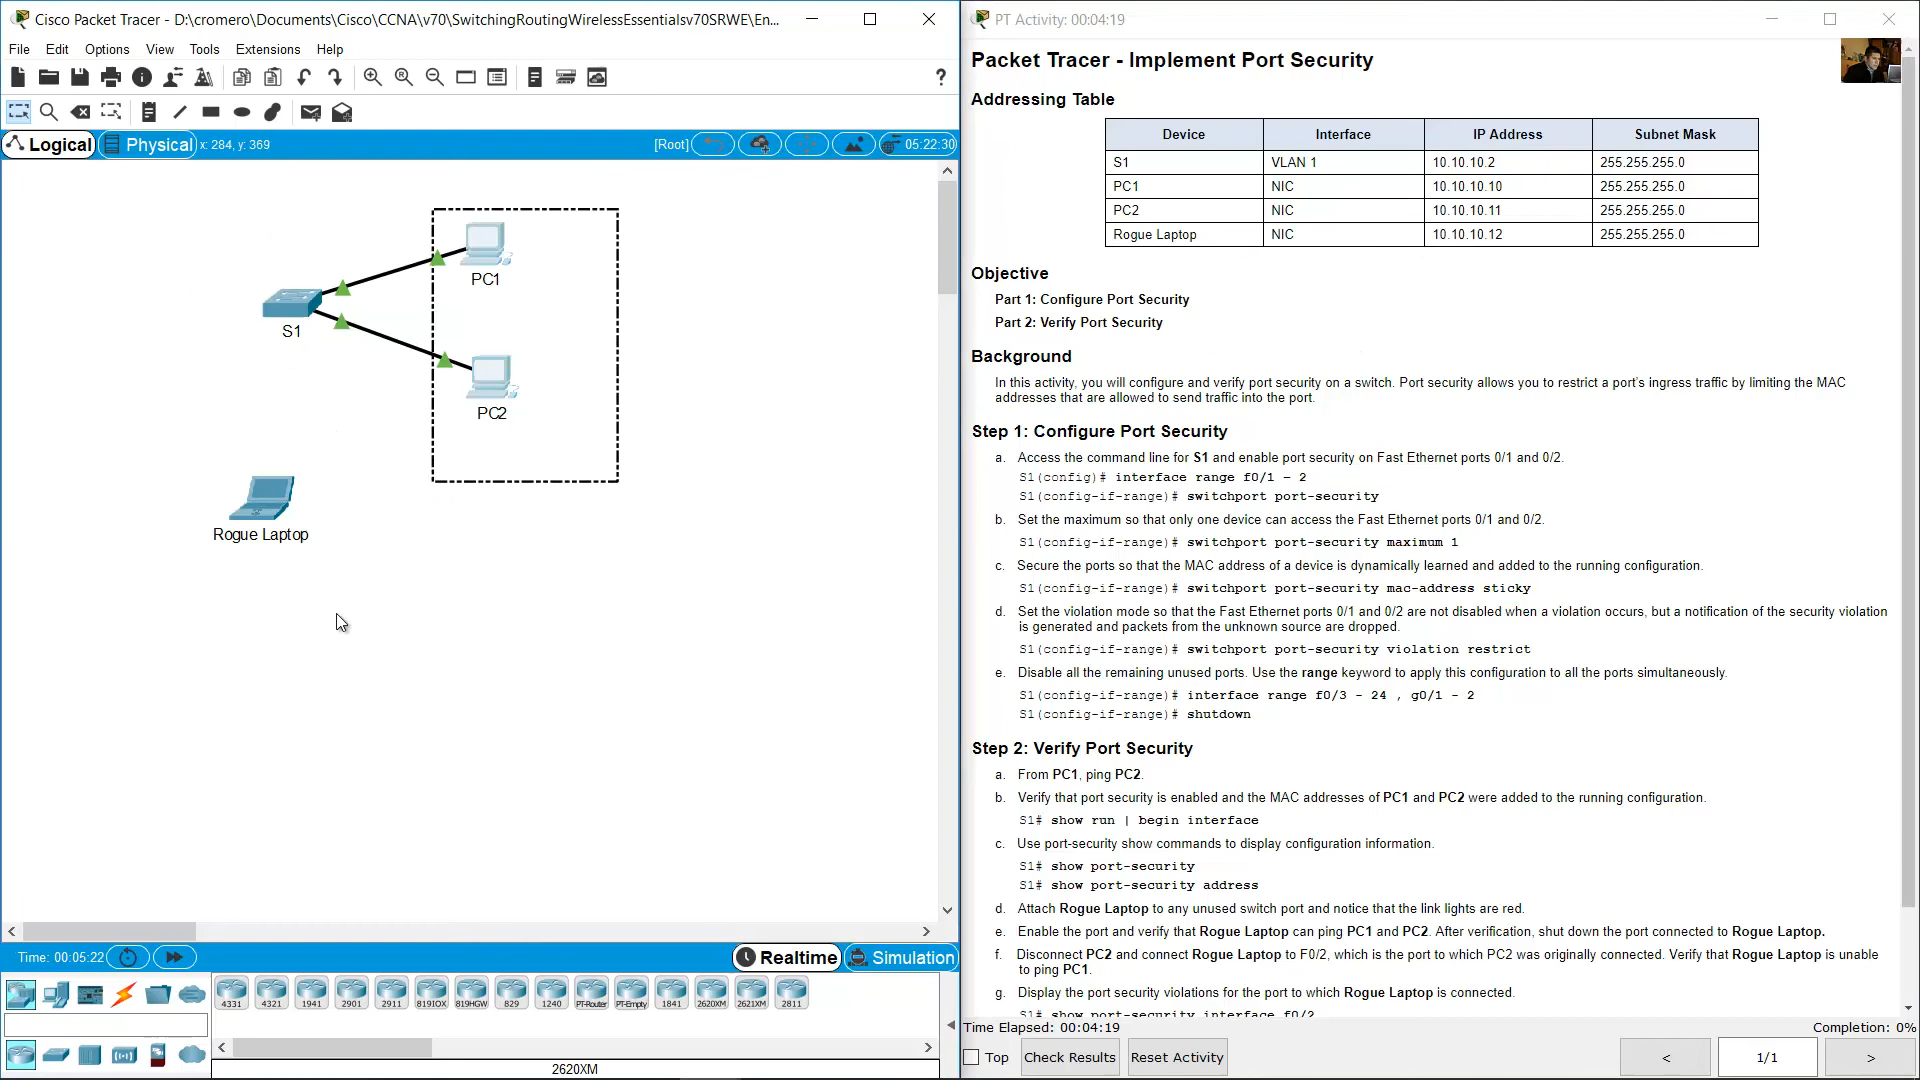 Cisco Packet Tracer - D:\cromero\Documents\Cisco\CCNA\v70\SwitchingRoutingWirelessEssentialsv70SRWE\En...
File Edit Options View Tools Extensions Help
?
Logical Physical x: 284, y: 369 [Root] 05:22:30
PC1
S1
PC2
Rogue Laptop
Time: 00:05:22 Realtime Simulation
4331 4321 1941 2901 2911 819IOX 819HGW 829 1240 PT-Router PT-Empty 1841 2620XM 2621XM 2811
2620XM
PT Activity: 00:04:19
Packet Tracer - Implement Port Security
Addressing Table
Device Interface IP Address Subnet Mask
S1 VLAN 1 10.10.10.2 255.255.255.0
PC1 NIC 10.10.10.10 255.255.255.0
PC2 NIC 10.10.10.11 255.255.255.0
Rogue Laptop NIC 10.10.10.12 255.255.255.0
Objective
Part 1: Configure Port Security
Part 2: Verify Port Security
Background
In this activity, you will configure and verify port security on a switch. Port security allows you to restrict a port's ingress traffic by limiting the MAC
addresses that are allowed to send traffic into the port.
Step 1: Configure Port Security
a. Access the command line for S1 and enable port security on Fast Ethernet ports 0/1 and 0/2.
S1(config)# interface range f0/1 – 2
S1(config-if-range)# switchport port-security
b. Set the maximum so that only one device can access the Fast Ethernet ports 0/1 and 0/2.
S1(config-if-range)# switchport port-security maximum 1
c. Secure the ports so that the MAC address of a device is dynamically learned and added to the running configuration.
S1(config-if-range)# switchport port-security mac-address sticky
d. Set the violation mode so that the Fast Ethernet ports 0/1 and 0/2 are not disabled when a violation occurs, but a notification of the security violation
is generated and packets from the unknown source are dropped.
S1(config-if-range)# switchport port-security violation restrict
e. Disable all the remaining unused ports. Use the range keyword to apply this configuration to all the ports simultaneously.
S1(config-if-range)# interface range f0/3 - 24 , g0/1 - 2
S1(config-if-range)# shutdown
Step 2: Verify Port Security
a. From PC1, ping PC2.
b. Verify that port security is enabled and the MAC addresses of PC1 and PC2 were added to the running configuration.
S1# show run | begin interface
c. Use port-security show commands to display configuration information.
S1# show port-security
S1# show port-security address
d. Attach Rogue Laptop to any unused switch port and notice that the link lights are red.
e. Enable the port and verify that Rogue Laptop can ping PC1 and PC2. After verification, shut down the port connected to Rogue Laptop.
f. Disconnect PC2 and connect Rogue Laptop to F0/2, which is the port to which PC2 was originally connected. Verify that Rogue Laptop is unable
to ping PC1.
g. Display the port security violations for the port to which Rogue Laptop is connected.
S1# show port-security interface f0/2
Time Elapsed: 00:04:19 Completion: 0%
Top Check Results Reset Activity < 1/1 >